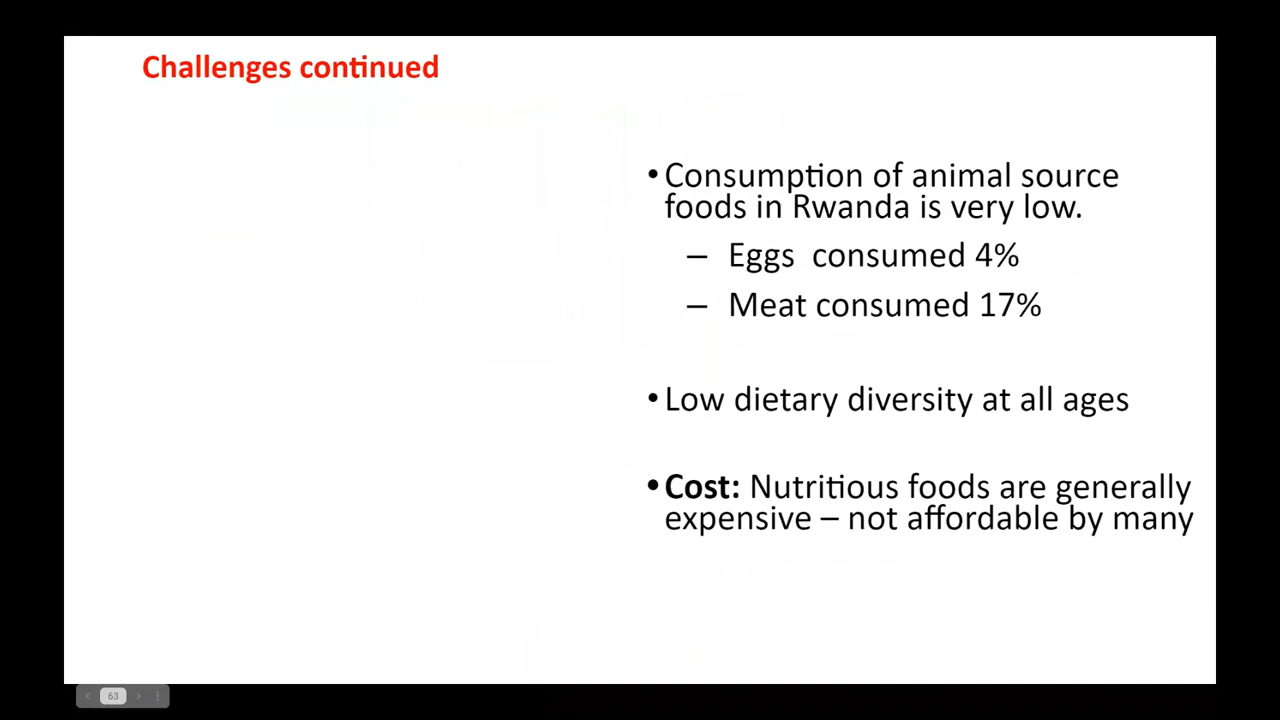 Challenges continued
•Consumption of animal source
foods in Rwanda is very low.
– Eggs  consumed 4%
– Meat consumed 17%
•Low dietary diversity at all ages
•Cost: Nutritious foods are generally
expensive – not affordable by many
63